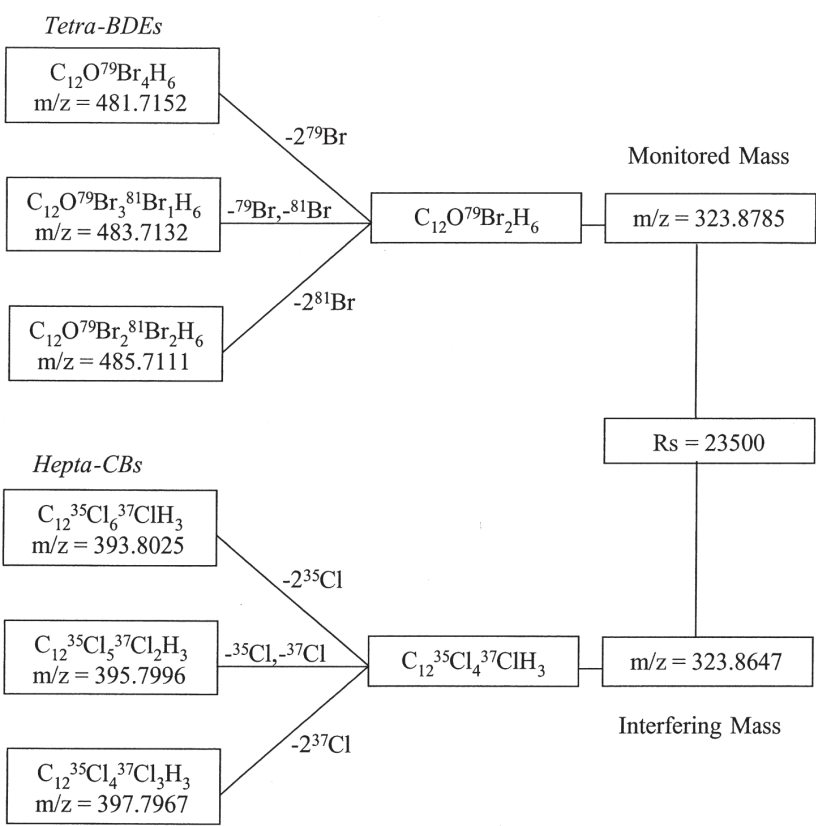 Tetra-BDEs
C₁₂O⁷⁹Br₄H₆
m/z = 481.7152
-2⁷⁹Br
Monitored Mass
C₁₂O⁷⁹Br₃⁸¹Br₁H₆
m/z = 483.7132
-⁷⁹Br,-⁸¹Br
C₁₂O⁷⁹Br₂H₆
m/z = 323.8785
-2⁸¹Br
C₁₂O⁷⁹Br₂⁸¹Br₂H₆
m/z = 485.7111
Rs = 23500
Hepta-CBs
C₁₂³⁵Cl₆³⁷ClH₃
m/z = 393.8025
-2³⁵Cl
C₁₂³⁵Cl₅³⁷Cl₂H₃
m/z = 395.7996
-³⁵Cl,-³⁷Cl
C₁₂³⁵Cl₄³⁷ClH₃
m/z = 323.8647
Interfering Mass
-2³⁷Cl
C₁₂³⁵Cl₄³⁷Cl₃H₃
m/z = 397.7967